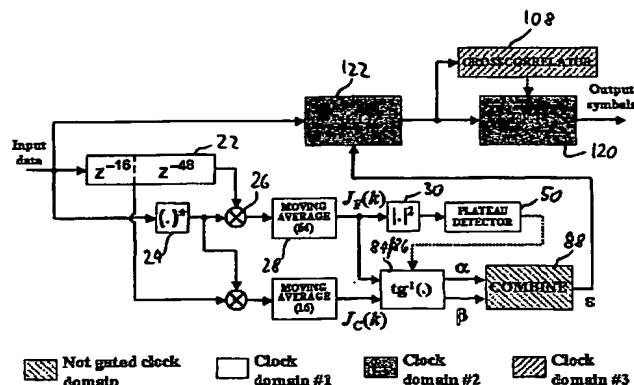 108
CROSSCORRELATOR
122
Output
symbols
120
Input
data
22
z⁻¹⁶ z⁻⁴⁸
26
(.)*
24
MOVING
AVERAGE
(64)
28
J_F(k)
30
|.|²
PLATEAU
DETECTOR
50
84/86
tg⁻¹(.)
α
β
88
COMBINE
ε
MOVING
AVERAGE
(16)
J_C(k)
Not gated clock
domain
Clock
domain #1
Clock
domain #2
Clock
domain #3